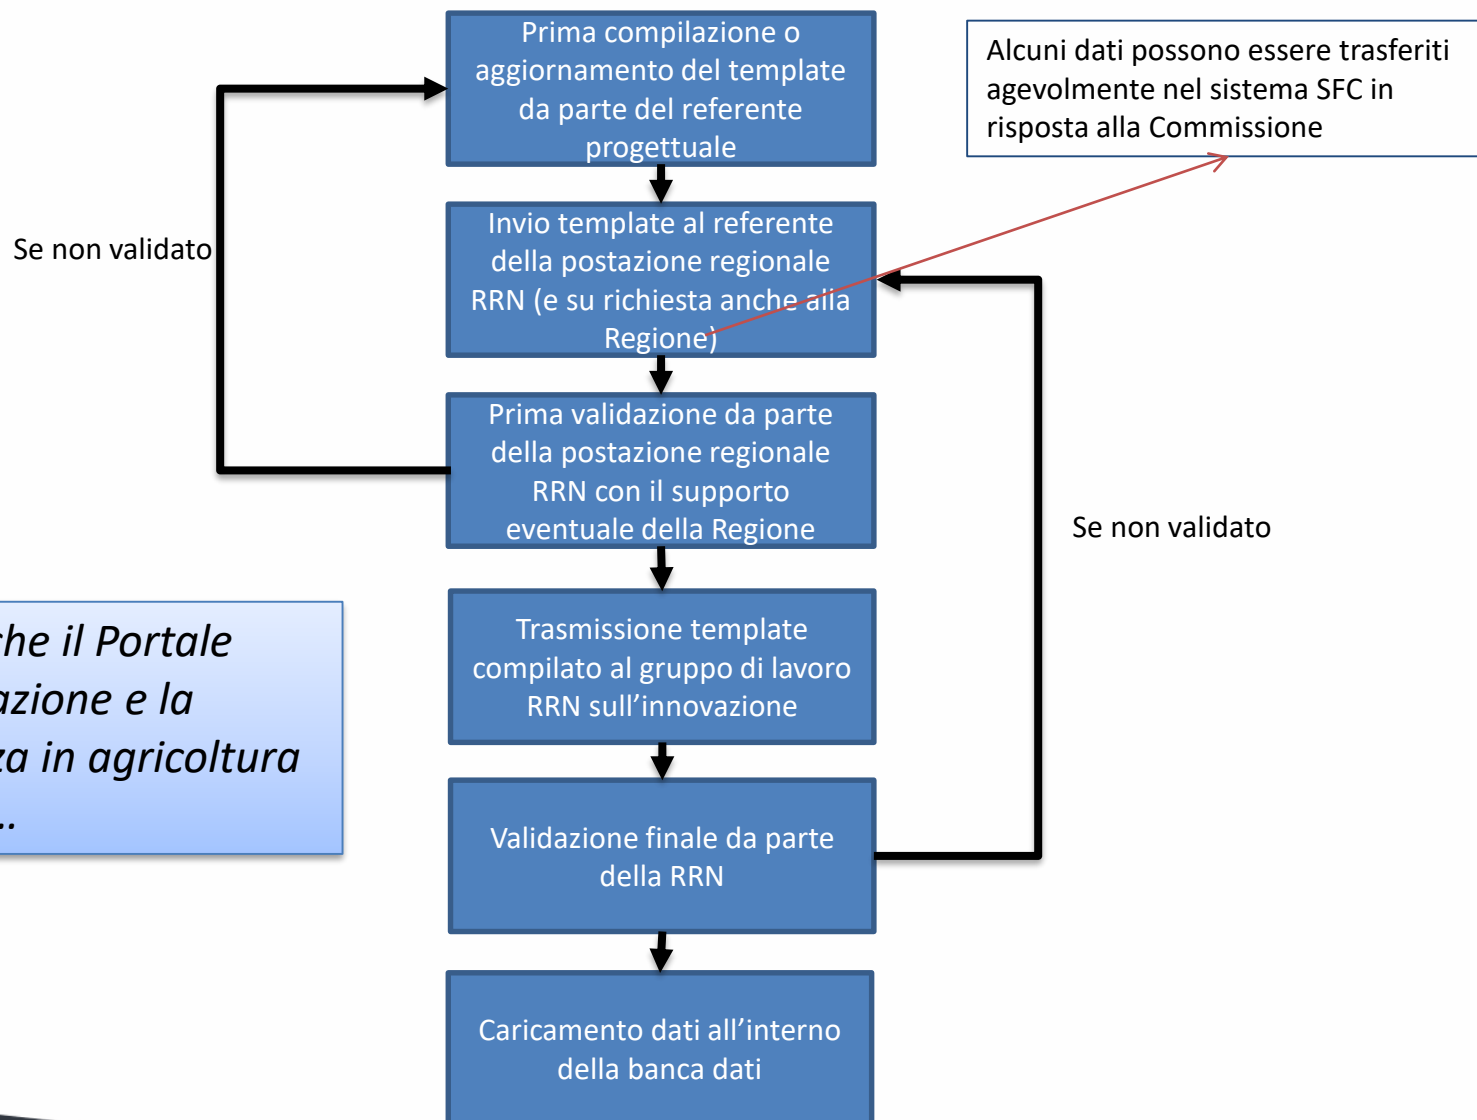 Prima compilazione o
aggiornamento del template
da parte del referente
progettuale
Alcuni dati possono essere trasferiti
agevolmente nel sistema SFC in
risposta alla Commissione
Se non validato
Invio template al referente
della postazione regionale
RRN (e su richiesta anche alla
Regione)
Prima validazione da parte
della postazione regionale
RRN con il supporto
eventuale della Regione
Se non validato
che il Portale
azione e la
za in agricoltura
…
Trasmissione template
compilato al gruppo di lavoro
RRN sull’innovazione
Validazione finale da parte
della RRN
Caricamento dati all’interno
della banca dati